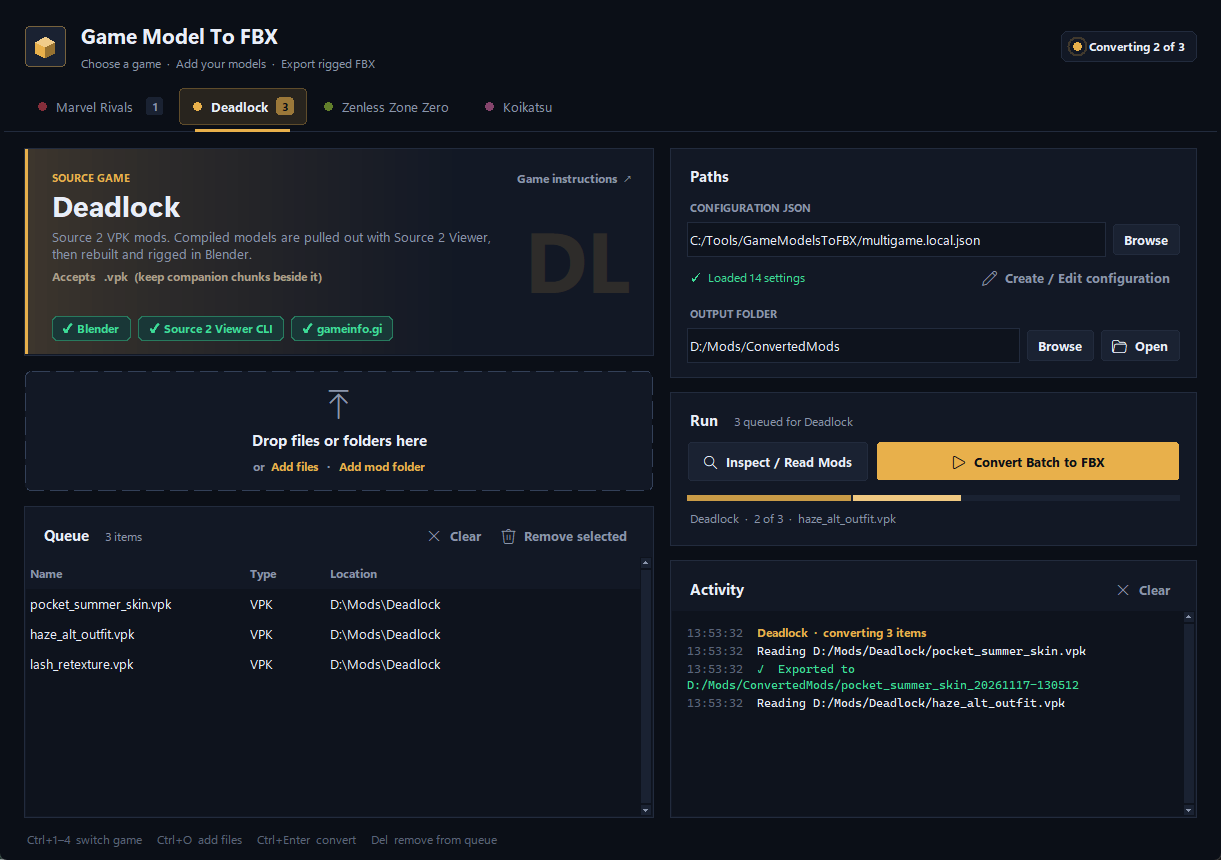 Game Model To FBX
Choose a game · Add your models · Export rigged FBX
Converting 2 of 3
Marvel Rivals 1
Deadlock 3
Zenless Zone Zero
Koikatsu
SOURCE GAME
Game instructions ↗
Deadlock
Source 2 VPK mods. Compiled models are pulled out with Source 2 Viewer,
then rebuilt and rigged in Blender.
Accepts .vpk (keep companion chunks beside it)
DL
✓ Blender
✓ Source 2 Viewer CLI
✓ gameinfo.gi
Drop files or folders here
or Add files · Add mod folder
Queue 3 items
Clear
Remove selected
Name Type Location
pocket_summer_skin.vpk VPK D:\Mods\Deadlock
haze_alt_outfit.vpk VPK D:\Mods\Deadlock
lash_retexture.vpk VPK D:\Mods\Deadlock
Paths
CONFIGURATION JSON
C:/Tools/GameModelsToFBX/multigame.local.json
Browse
✓ Loaded 14 settings
Create / Edit configuration
OUTPUT FOLDER
D:/Mods/ConvertedMods
Browse
Open
Run 3 queued for Deadlock
Inspect / Read Mods
Convert Batch to FBX
Deadlock · 2 of 3 · haze_alt_outfit.vpk
Activity
Clear
13:53:32 Deadlock · converting 3 items
13:53:32 Reading D:/Mods/Deadlock/pocket_summer_skin.vpk
13:53:32 ✓ Exported to
D:/Mods/ConvertedMods/pocket_summer_skin_20261117-130512
13:53:32 Reading D:/Mods/Deadlock/haze_alt_outfit.vpk
Ctrl+1–4 switch game Ctrl+O add files Ctrl+Enter convert Del remove from queue